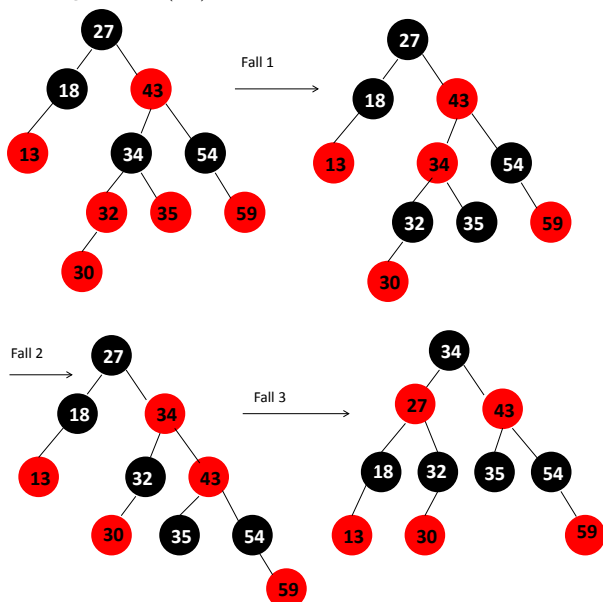 27
18 43
13 34 54
32 35 59
30
Fall 1
27
18 43
13 34 54
32 35 59
30
Fall 2
27
18 34
13 32 43
30 35 54
59
Fall 3
34
27 43
18 32 35 54
13 30 59